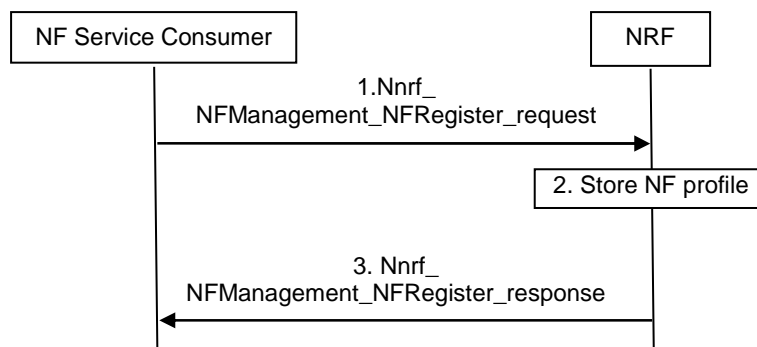 NF Service Consumer
NRF
1.Nnrf_
NFManagement_NFRegister_request
2. Store NF profile
3. Nnrf_
NFManagement_NFRegister_response